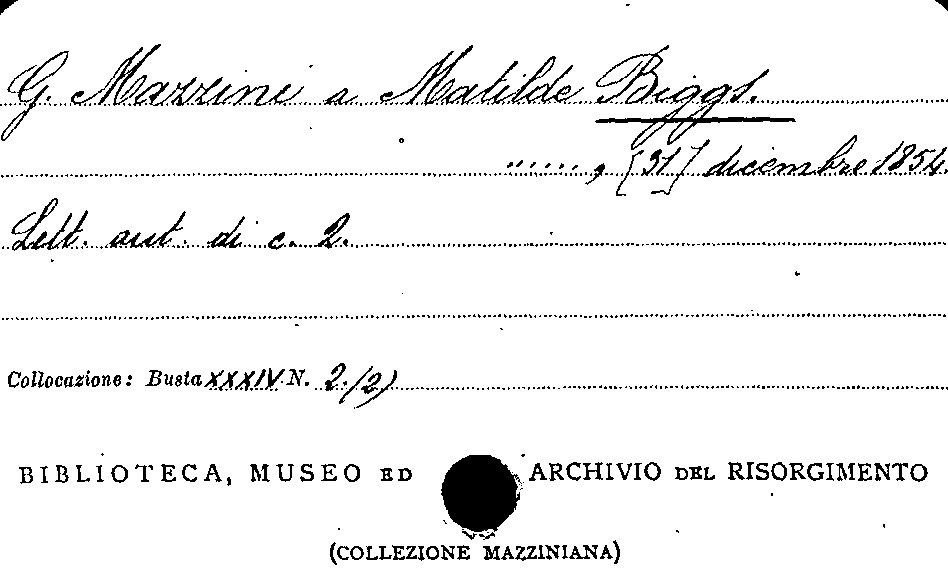 G. Mazzini a Matilde Biggs.
......, [31] dicembre 1854.
Lett. aut. di c. 2.
Collocazione: Busta XXXIV N. 2.(2)
BIBLIOTECA, MUSEO ED ARCHIVIO DEL RISORGIMENTO
(COLLEZIONE MAZZINIANA)